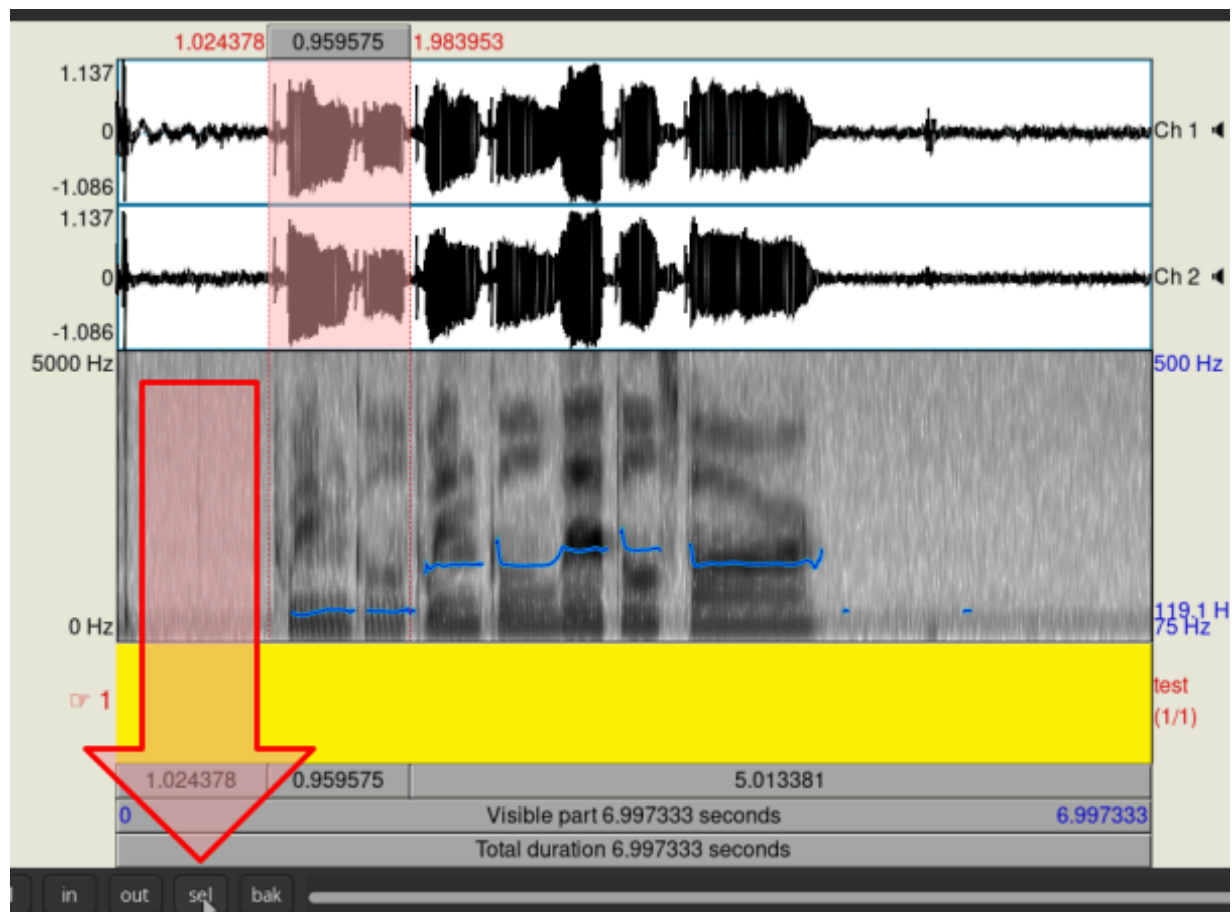 1.024378 0.959575 1.983953
1.137
0
-1.086
Ch 1
1.137
0
-1.086
Ch 2
5000 Hz 500 Hz
0 Hz 119.1 H
75 Hz
☞ 1 test
(1/1)
1.024378 0.959575 5.013381
0 Visible part 6.997333 seconds 6.997333
Total duration 6.997333 seconds
in out sel bak